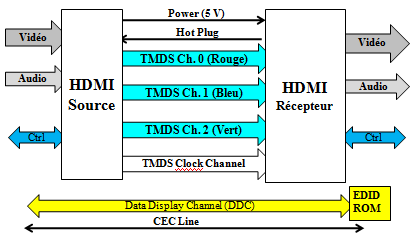 Power (5 V)
Hot Plug
Vidéo
Audio
Ctrl
HDMI
Source
TMDS Ch. 0 (Rouge)
TMDS Ch. 1 (Bleu)
TMDS Ch. 2 (Vert)
TMDS Clock Channel
HDMI
Récepteur
Vidéo
Audio
Ctrl
Data Display Channel (DDC)
EDID
ROM
CEC Line